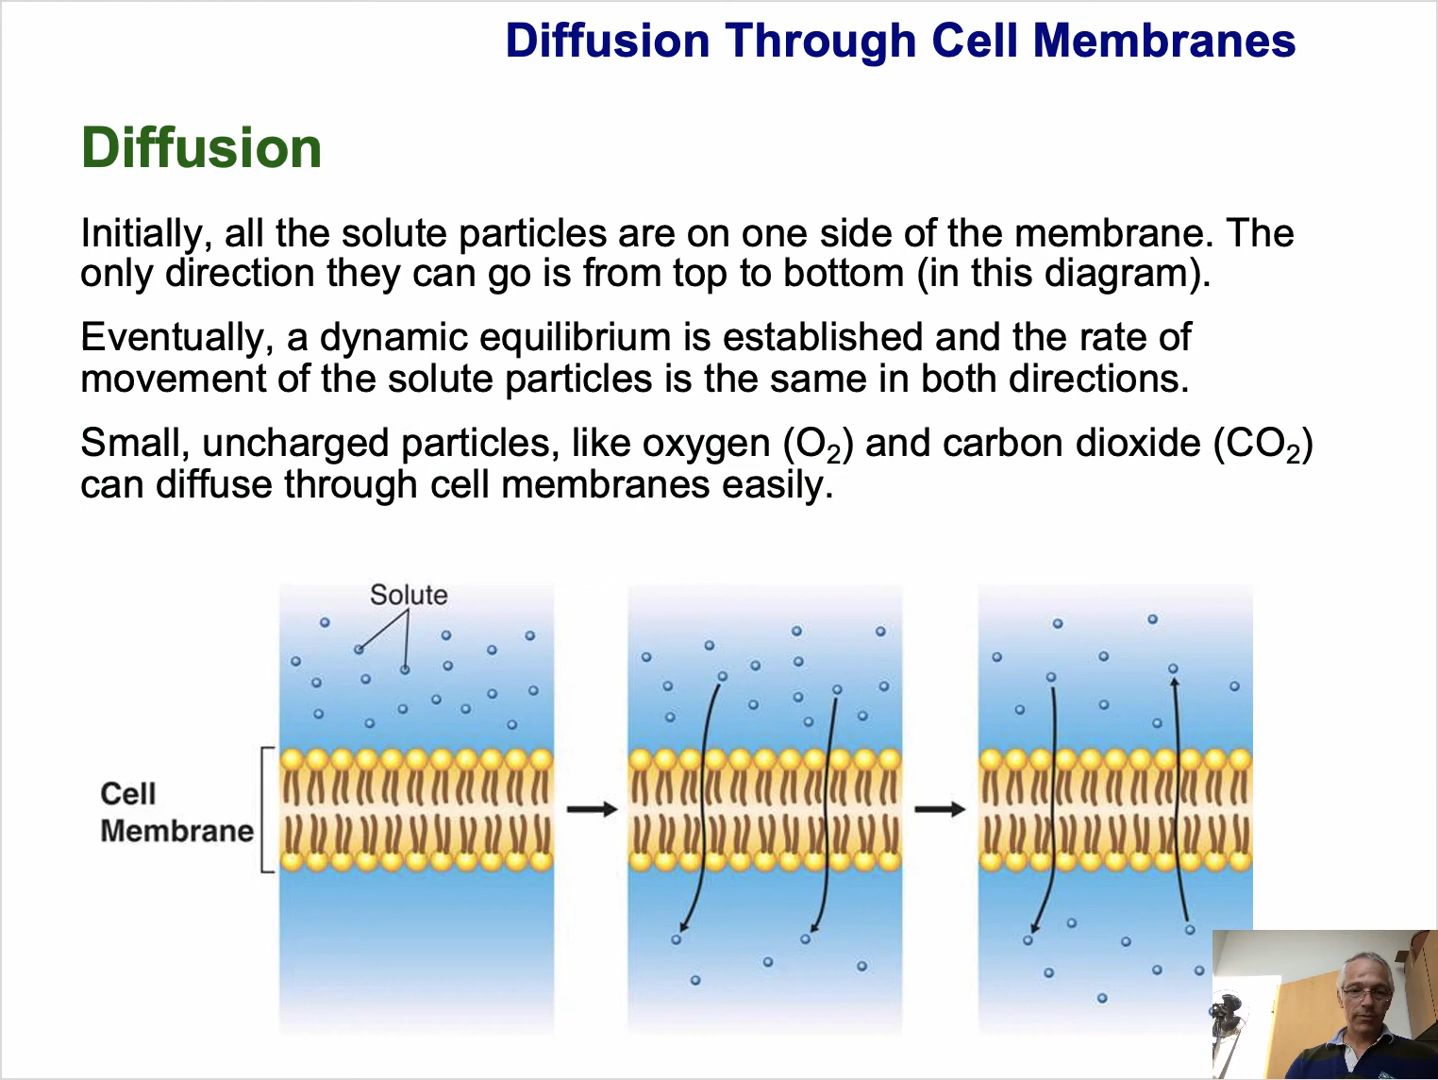 Diffusion Through Cell Membranes
Diffusion
Initially, all the solute particles are on one side of the membrane. The
only direction they can go is from top to bottom (in this diagram).
Eventually, a dynamic equilibrium is established and the rate of
movement of the solute particles is the same in both directions.
Small, uncharged particles, like oxygen (O₂) and carbon dioxide (CO₂)
can diffuse through cell membranes easily.
Solute
Cell
Membrane